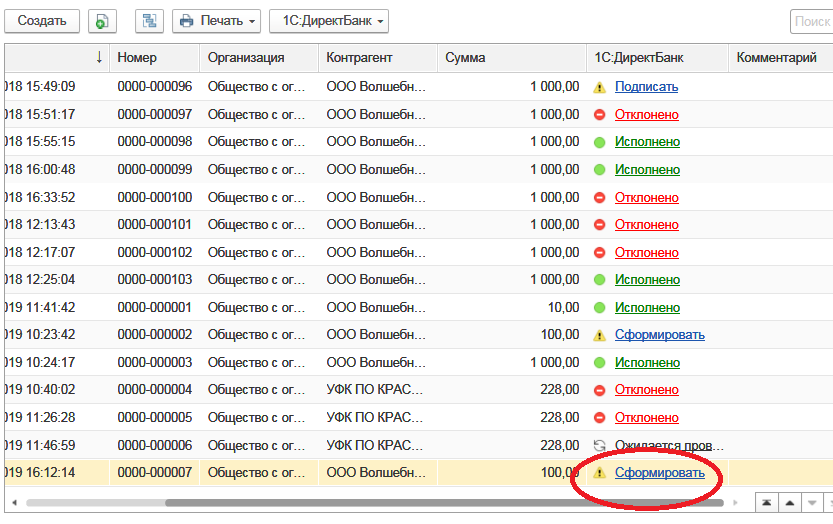 Создать Печать 1С:ДиректБанк Поиск
Номер Организация Контрагент Сумма 1С:ДиректБанк Комментарий
018 15:49:09 0000-000096 Общество с ог... ООО Волшебн... 1 000,00 Подписать
018 15:51:17 0000-000097 Общество с ог... ООО Волшебн... 1 000,00 Отклонено
018 15:55:15 0000-000098 Общество с ог... ООО Волшебн... 1 000,00 Исполнено
018 16:00:48 0000-000099 Общество с ог... ООО Волшебн... 1 000,00 Исполнено
018 16:33:52 0000-000100 Общество с ог... ООО Волшебн... 1 000,00 Отклонено
018 12:13:43 0000-000101 Общество с ог... ООО Волшебн... 1 000,00 Отклонено
018 12:17:07 0000-000102 Общество с ог... ООО Волшебн... 1 000,00 Отклонено
018 12:25:04 0000-000103 Общество с ог... ООО Волшебн... 1 000,00 Исполнено
019 11:41:42 0000-000001 Общество с ог... ООО Волшебн... 10,00 Исполнено
019 10:23:42 0000-000002 Общество с ог... ООО Волшебн... 100,00 Сформировать
019 10:24:17 0000-000003 Общество с ог... ООО Волшебн... 1 000,00 Исполнено
019 10:40:02 0000-000004 Общество с ог... УФК ПО КРАС... 228,00 Отклонено
019 11:26:28 0000-000005 Общество с ог... УФК ПО КРАС... 228,00 Отклонено
019 11:46:59 0000-000006 Общество с ог... УФК ПО КРАС... 228,00 Ожидается пров...
019 16:12:14 0000-000007 Общество с ог... ООО Волшебн... 100,00 Сформировать